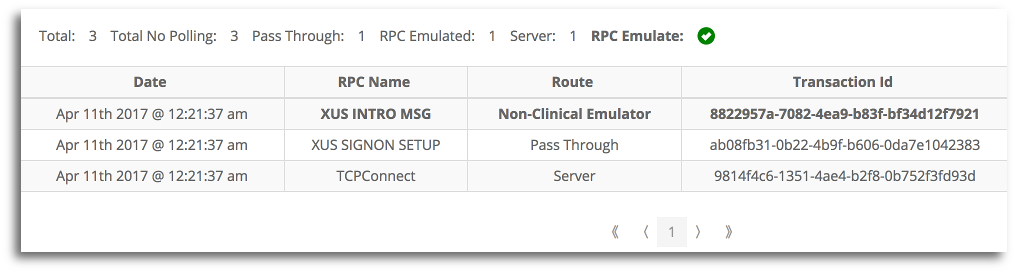 Total: 3 Total No Polling: 3 Pass Through: 1 RPC Emulated: 1 Server: 1 RPC Emulate:
Date RPC Name Route Transaction Id
Apr 11th 2017 @ 12:21:37 am XUS INTRO MSG Non-Clinical Emulator 8822957a-7082-4ea9-b83f-bf34d12f7921
Apr 11th 2017 @ 12:21:37 am XUS SIGNON SETUP Pass Through ab08fb31-0b22-4b9f-b606-0da7e1042383
Apr 11th 2017 @ 12:21:37 am TCPConnect Server 9814f4c6-1351-4ae4-b2f8-0b752f3fd93d
⟪ ⟨ 1 ⟩ ⟫